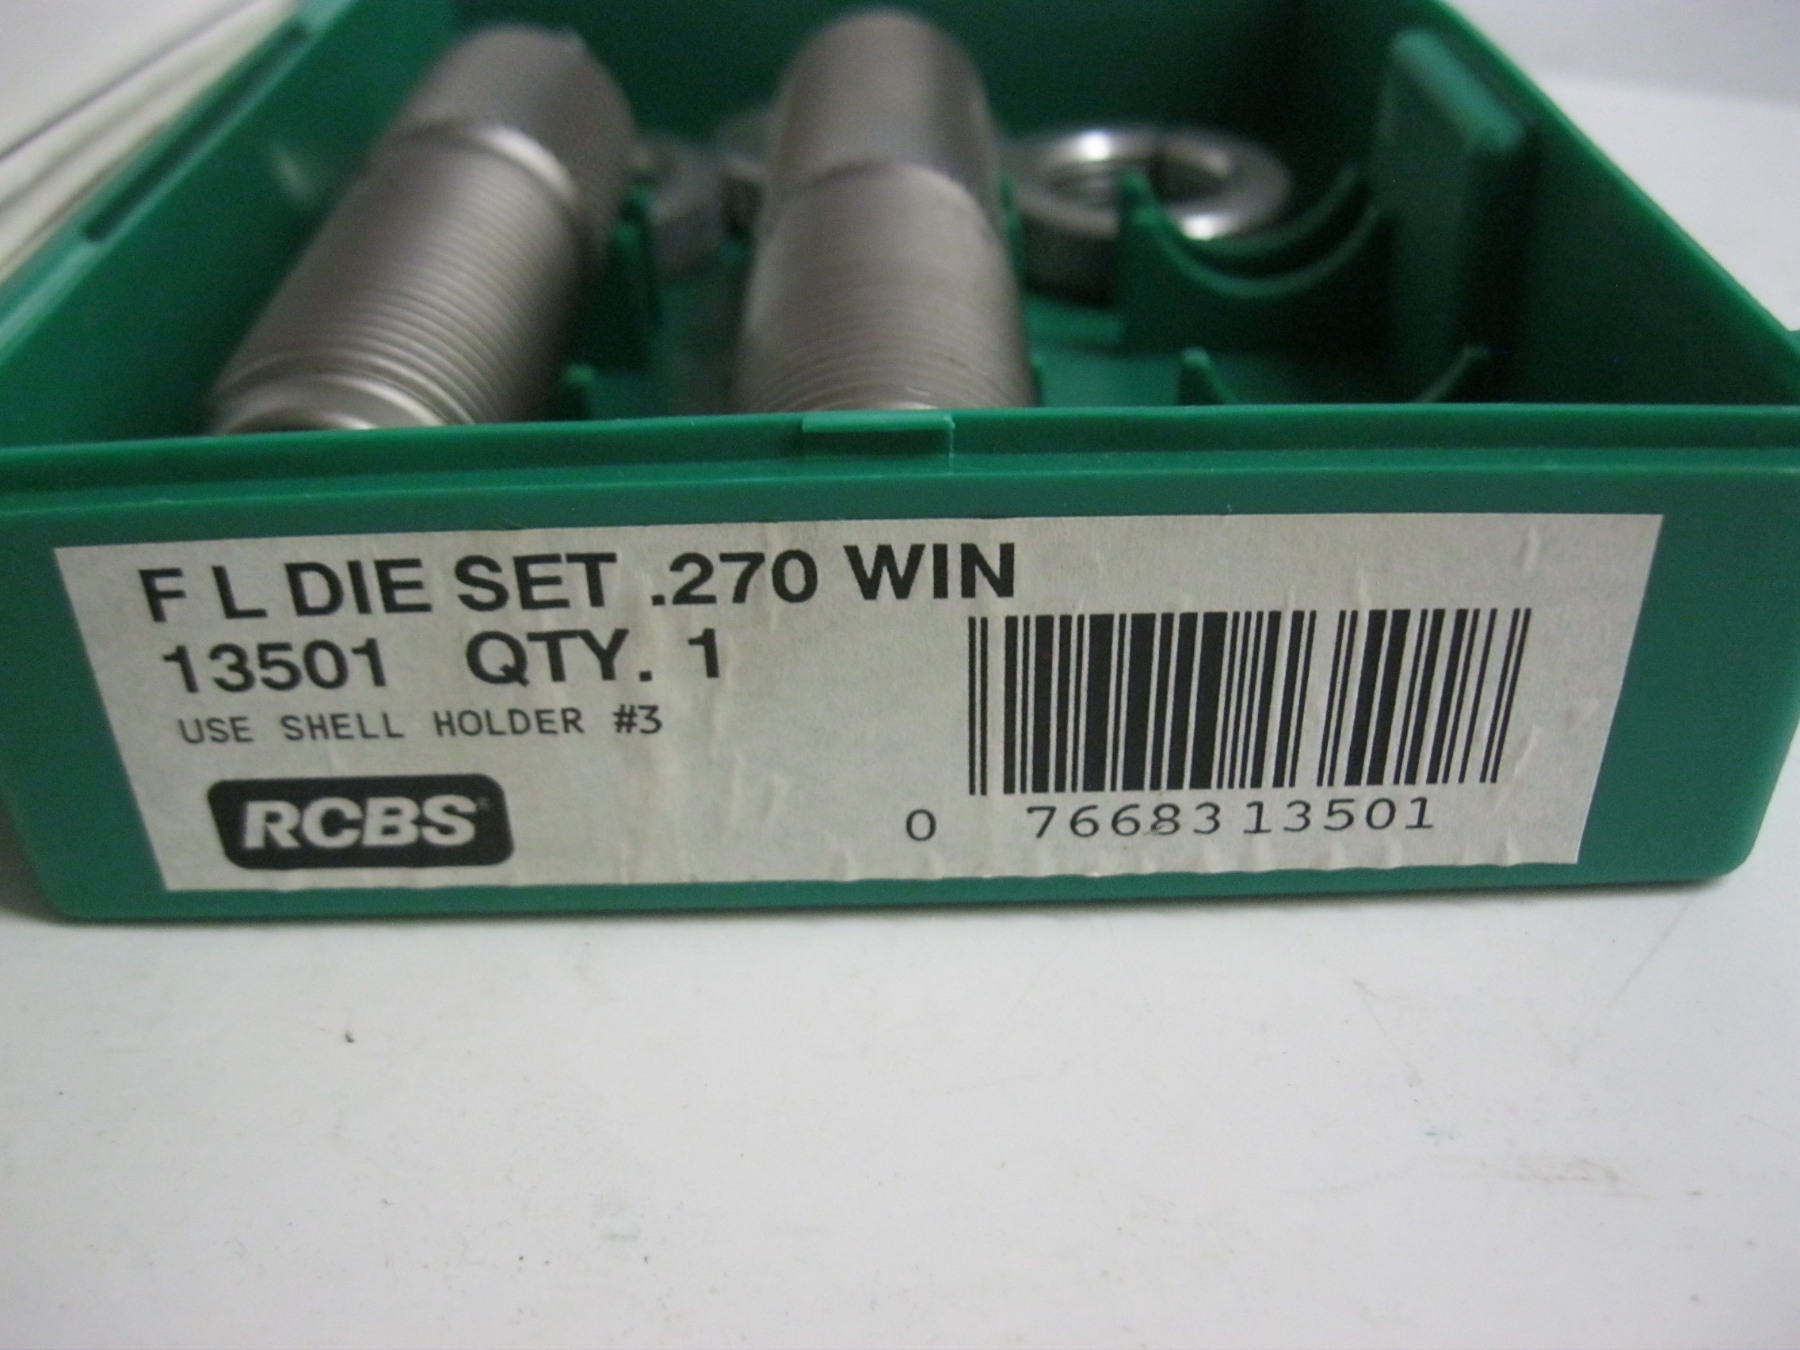 F L DIE SET .270 WIN
13501 QTY. 1
USE SHELL HOLDER #3
RCBS®
0 76683 13501